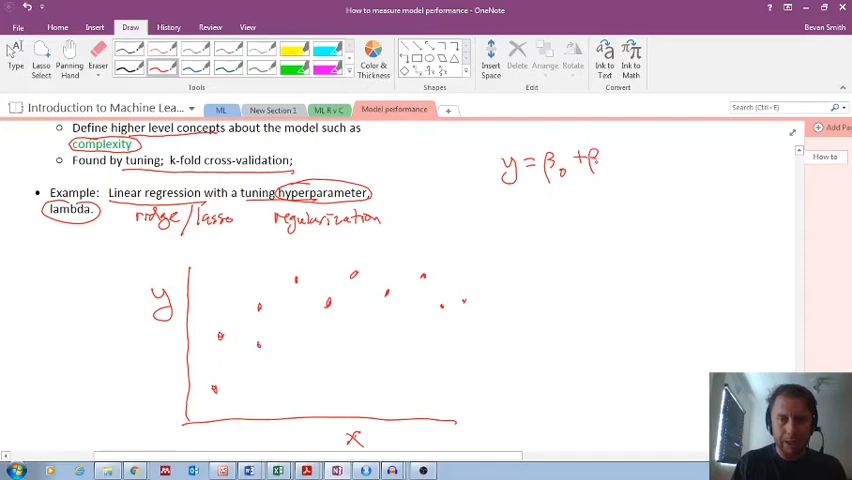 How to measure model performance - OneNote
File Home Insert Draw History Review View Bevan Smith
Type Lasso Select Panning Hand Eraser Color & Thickness Insert Space Delete Arrange Rotate Ink to Text Ink to Math
Tools Shapes Edit Convert
Introduction to Machine Lea... ML New Section 1 ML R v C Model performance + Search (Ctrl+E)
Add Pag
How to
Define higher level concepts about the model such as
complexity
Found by tuning; k-fold cross-validation;
y = β₀ + β
Example: Linear regression with a tuning hyperparameter,
lambda.
ridge/lasso regularization
y
x